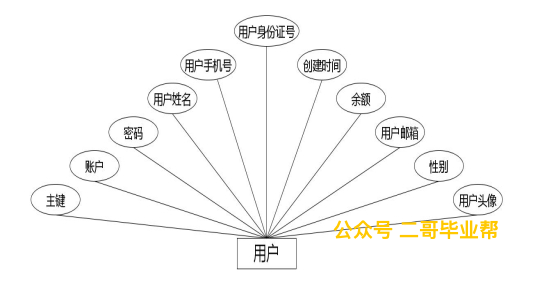 用户身份证号
用户手机号
创建时间
用户姓名
余额
密码
用户邮箱
账户
性别
主键
用户头像
公众号 二哥毕业帮
用户